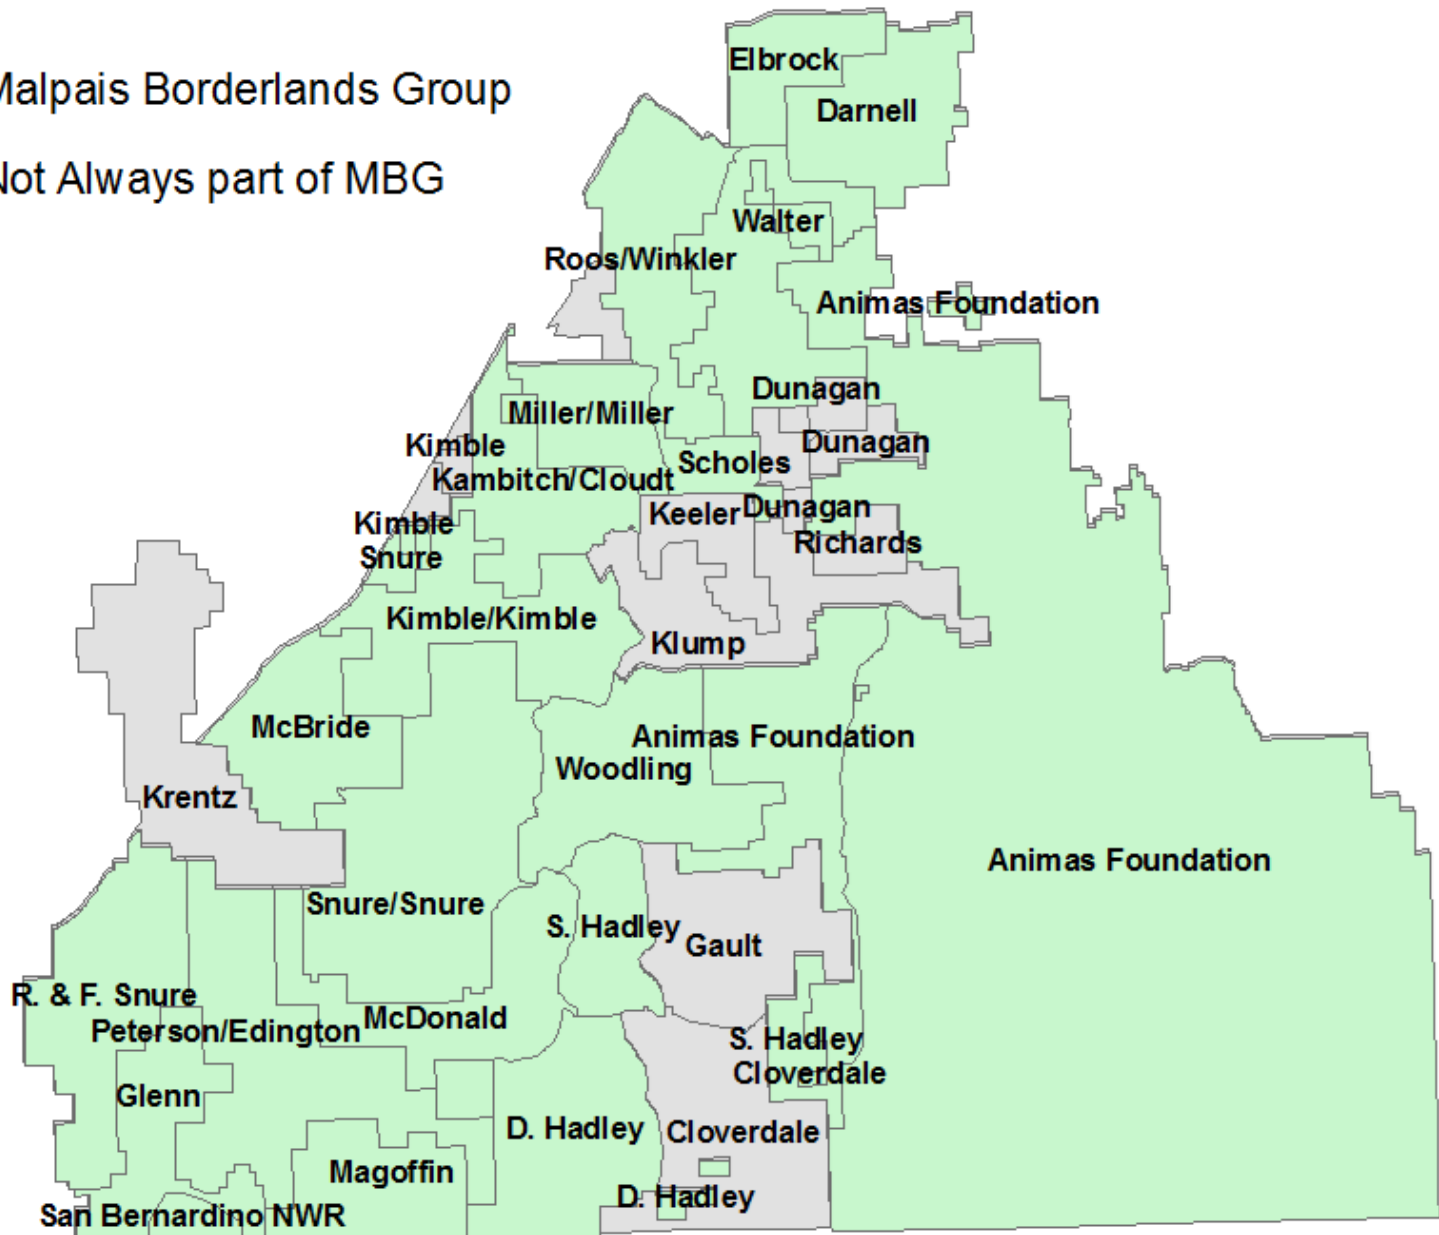 Malpais Borderlands Group
Not Always part of MBG
Elbrock
Darnell
Walter
Roos/Winkler
Animas Foundation
Dunagan
Miller/Miller
Kimble
Dunagan
Scholes
Kambitch/Cloudt
Keeler
Dunagan
Kimble
Richards
Snure
Kimble/Kimble
Klump
McBride
Animas Foundation
Woodling
Krentz
Animas Foundation
Snure/Snure
S. Hadley
Gault
R. & F. Snure
McDonald
Peterson/Edington
S. Hadley
Cloverdale
Glenn
D. Hadley
Cloverdale
Magoffin
D. Hadley
San Bernardino NWR